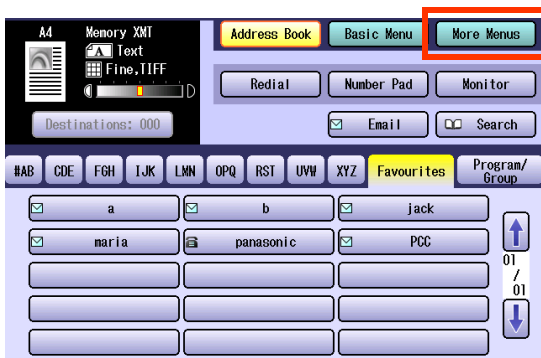 A4 Memory XMT
Text
Fine,TIFF
Destinations: 000
Address Book Basic Menu More Menus
Redial Number Pad Monitor
Email Search
#AB CDE FGH IJK LMN OPQ RST UVW XYZ Favourites Program/
Group
a b jack
maria panasonic PCC
01
/
01